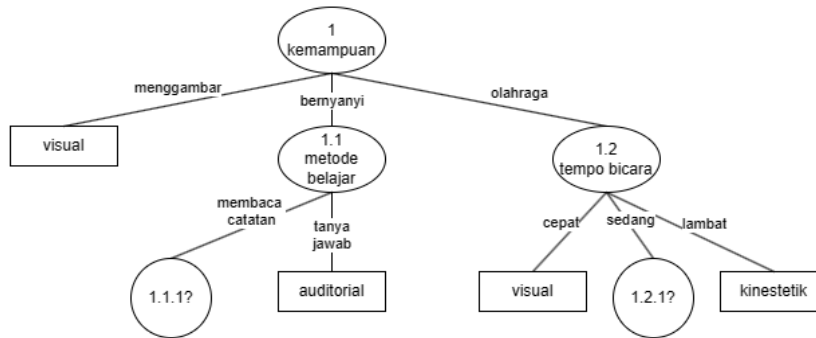 1
kemampuan
menggambar
bernyanyi
olahraga
visual
1.1
metode
belajar
1.2
tempo bicara
membaca
catatan
tanya
jawab
cepat
sedang
lambat
1.1.1?
auditorial
visual
1.2.1?
kinestetik